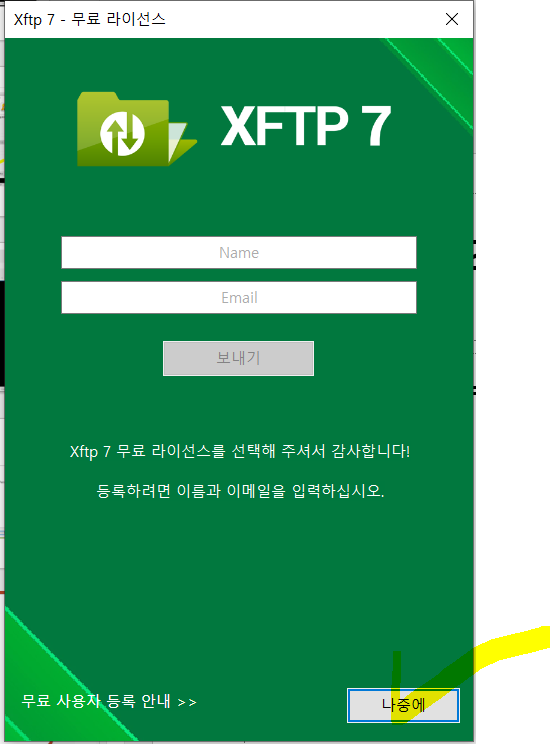 Xftp 7 - 무료 라이선스
XFTP 7
Name
Email
보내기
Xftp 7 무료 라이선스를 선택해 주셔서 감사합니다!
등록하려면 이름과 이메일을 입력하십시오.
무료 사용자 등록 안내 >>
나중에